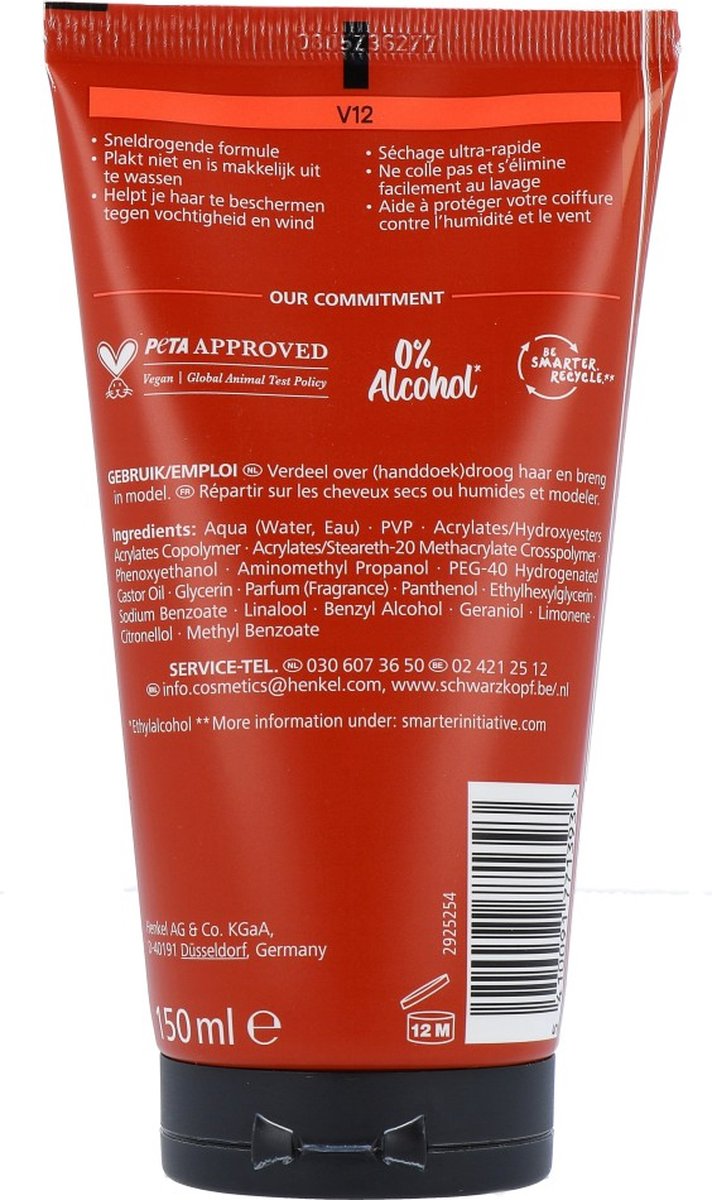 0305736277
V12
• Sneldrogende formule
• Plakt niet en is makkelijk uit
te wassen
• Helpt je haar te beschermen
tegen vochtigheid en wind
• Séchage ultra-rapide
• Ne colle pas et s'élimine
facilement au lavage
• Aide à protéger votre coiffure
contre l'humidité et le vent
OUR COMMITMENT
PETA APPROVED
Vegan | Global Animal Test Policy
0%
Alcohol*
BE
SMARTER.
RECYCLE.**
GEBRUIK/EMPLOI NL Verdeel over (handdoek)droog haar en breng
in model. FR Répartir sur les cheveux secs ou humides et modeler.
Ingredients: Aqua (Water, Eau) · PVP · Acrylates/Hydroxyesters
Acrylates Copolymer · Acrylates/Steareth-20 Methacrylate Crosspolymer ·
Phenoxyethanol · Aminomethyl Propanol · PEG-40 Hydrogenated
Castor Oil · Glycerin · Parfum (Fragrance) · Panthenol · Ethylhexylglycerin ·
Sodium Benzoate · Linalool · Benzyl Alcohol · Geraniol · Limonene ·
Citronellol · Methyl Benzoate
SERVICE-TEL. NL 030 607 36 50 BE 02 421 25 12
info.cosmetics@henkel.com, www.schwarzkopf.be/.nl
*Ethylalcohol **More information under: smarterinitiative.com
2925254
Henkel AG & Co. KGaA,
D-40191 Düsseldorf, Germany
150 ml e
12 M